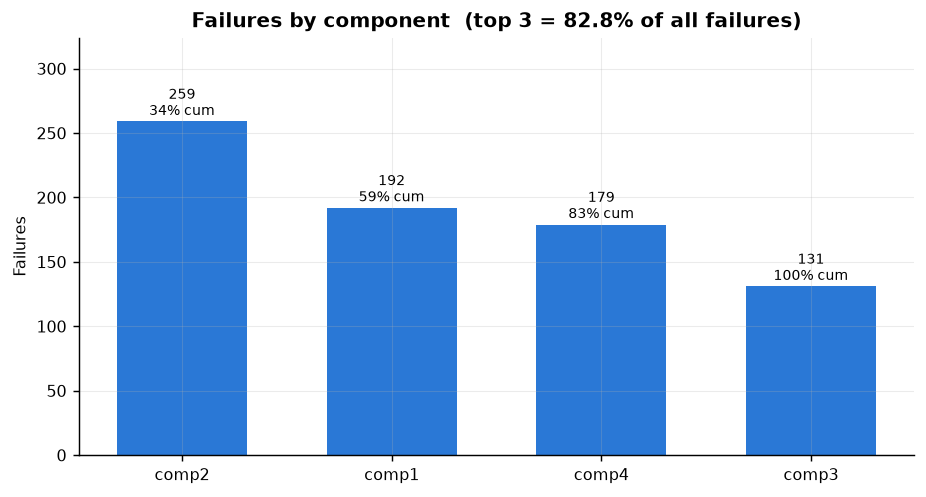 Failures by component  (top 3 = 82.8% of all failures)
300
250
200
150
100
50
0
Failures
259
34% cum
192
59% cum
179
83% cum
131
100% cum
comp2
comp1
comp4
comp3